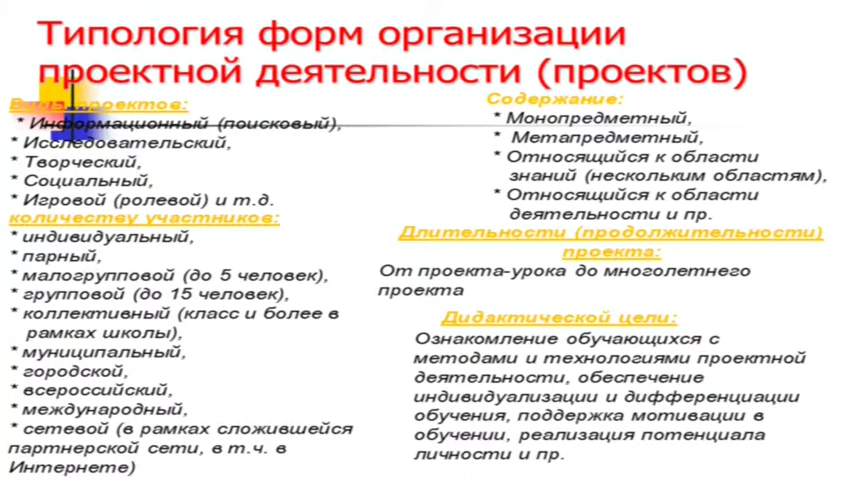 Типология форм организации
проектной деятельности (проектов)
Виды проектов:
* Информационный (поисковый),
* Исследовательский,
* Творческий,
* Социальный,
* Игровой (ролевой) и т.д.
количеству участников:
* индивидуальный,
* парный,
* малогрупповой (до 5 человек),
* групповой (до 15 человек),
* коллективный (класс и более в
рамках школы),
* муниципальный,
* городской,
* всероссийский,
* международный,
* сетевой (в рамках сложившейся
партнерской сети, в т.ч. в
Интернете)
Содержание:
* Монопредметный,
* Метапредметный,
* Относящийся к области
знаний (нескольким областям),
* Относящийся к области
деятельности и пр.
Длительности (продолжительности)
проекта:
От проекта-урока до многолетнего
проекта
Дидактической цели:
Ознакомление обучающихся с
методами и технологиями проектной
деятельности, обеспечение
индивидуализации и дифференциации
обучения, поддержка мотивации в
обучении, реализация потенциала
личности и пр.